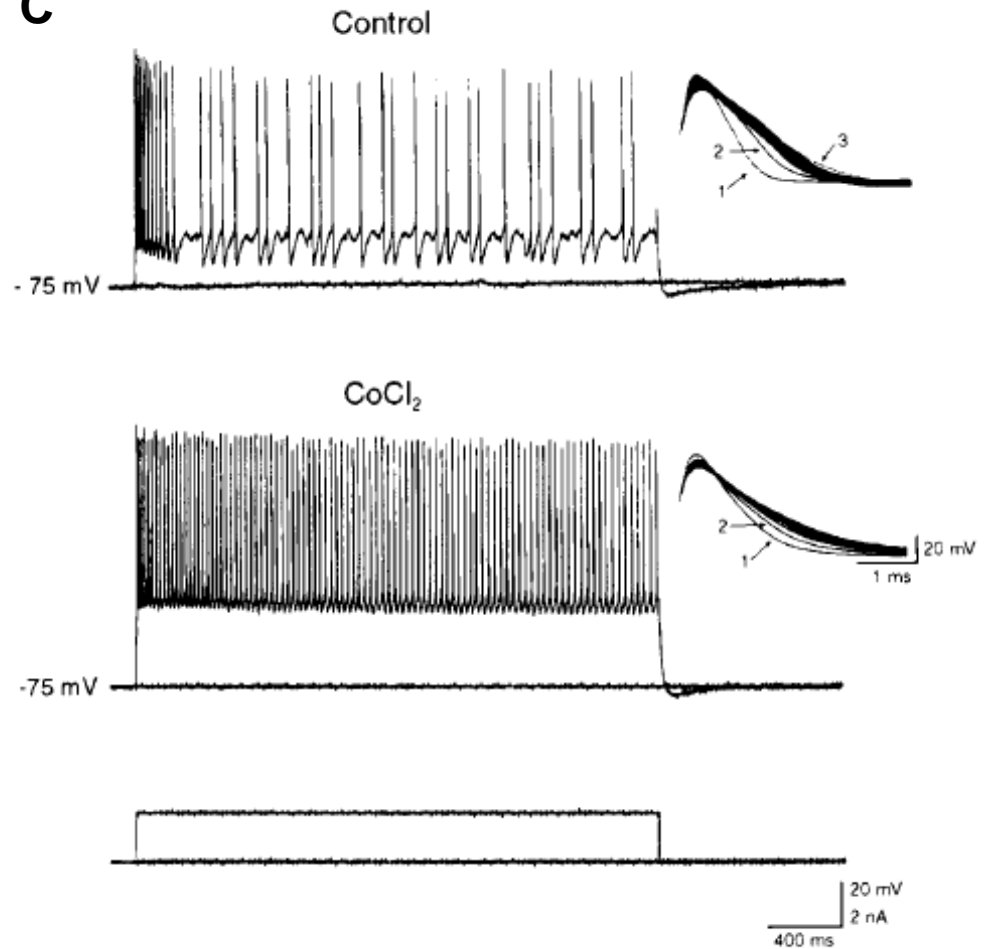 C
Control
3
2
1
- 75 mV
CoCl₂
2
1
20 mV
1 ms
-75 mV
20 mV
2 nA
400 ms